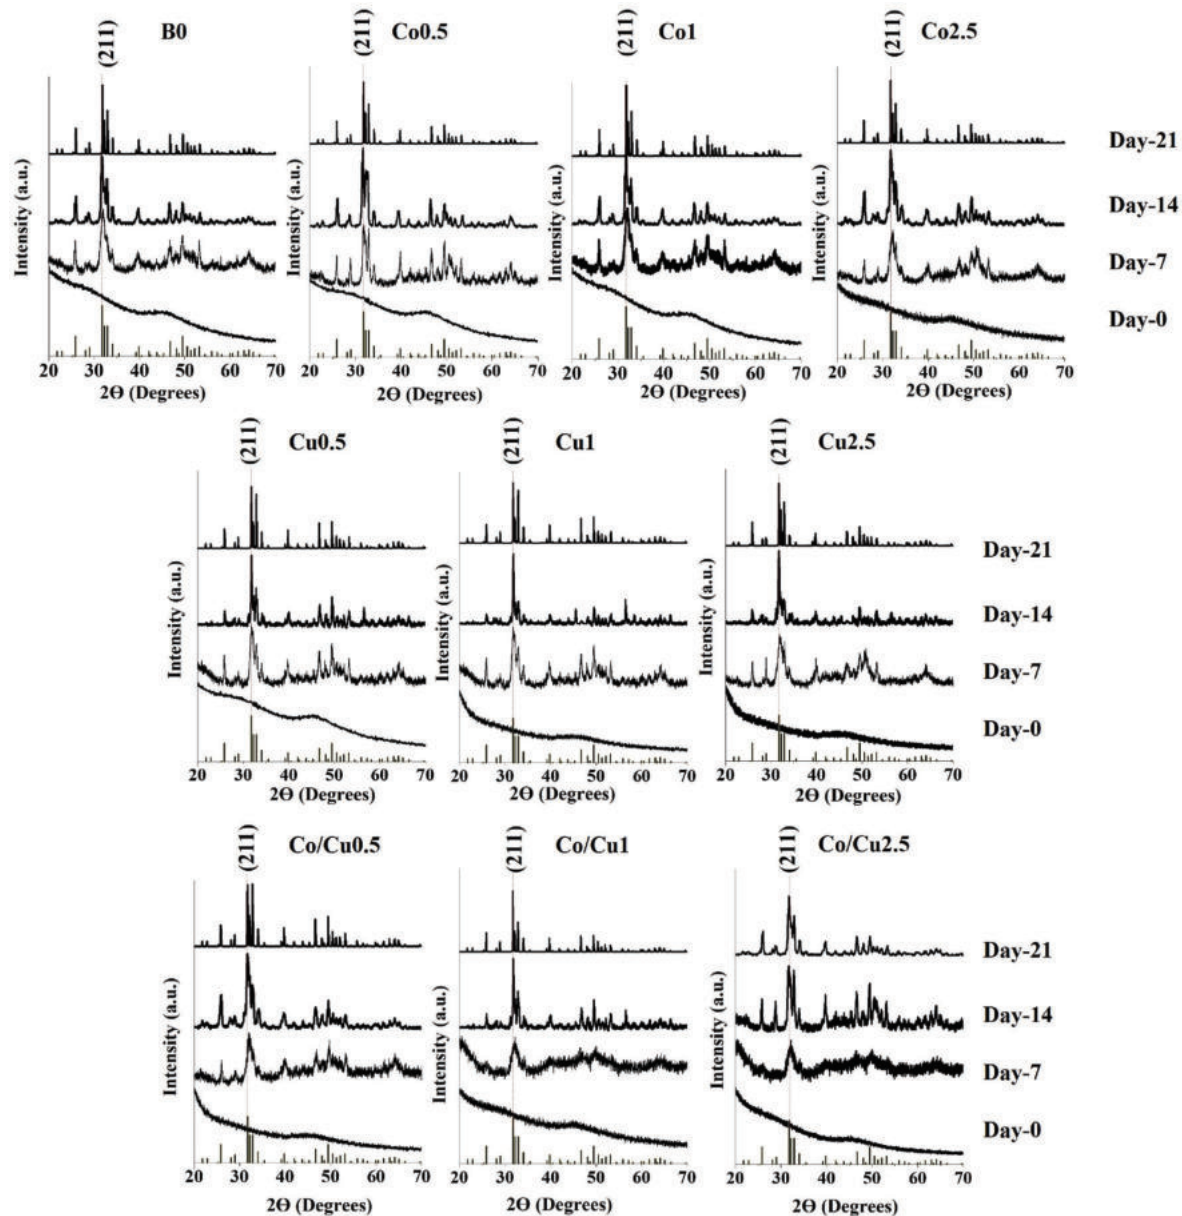 B0 Co0.5 Co1 Co2.5
(211) (211) (211) (211)
Intensity (a.u.) Intensity (a.u.) Intensity (a.u.) Intensity (a.u.)
Day-21
Day-14
Day-7
Day-0
20 30 40 50 60 70 20 30 40 50 60 70 20 30 40 50 60 70 20 30 40 50 60 70
2Θ (Degrees) 2Θ (Degrees) 2Θ (Degrees) 2Θ (Degrees)
Cu0.5 Cu1 Cu2.5
(211) (211) (211)
Intensity (a.u.) Intensity (a.u.) Intensity (a.u.)
Day-21
Day-14
Day-7
Day-0
20 30 40 50 60 70 20 30 40 50 60 70 20 30 40 50 60 70
2Θ (Degrees) 2Θ (Degrees) 2Θ (Degrees)
Co/Cu0.5 Co/Cu1 Co/Cu2.5
(211) (211) (211)
Intensity (a.u.) Intensity (a.u.) Intensity (a.u.)
Day-21
Day-14
Day-7
Day-0
20 30 40 50 60 70 20 30 40 50 60 70 20 30 40 50 60 70
2Θ (Degrees) 2Θ (Degrees) 2Θ (Degrees)